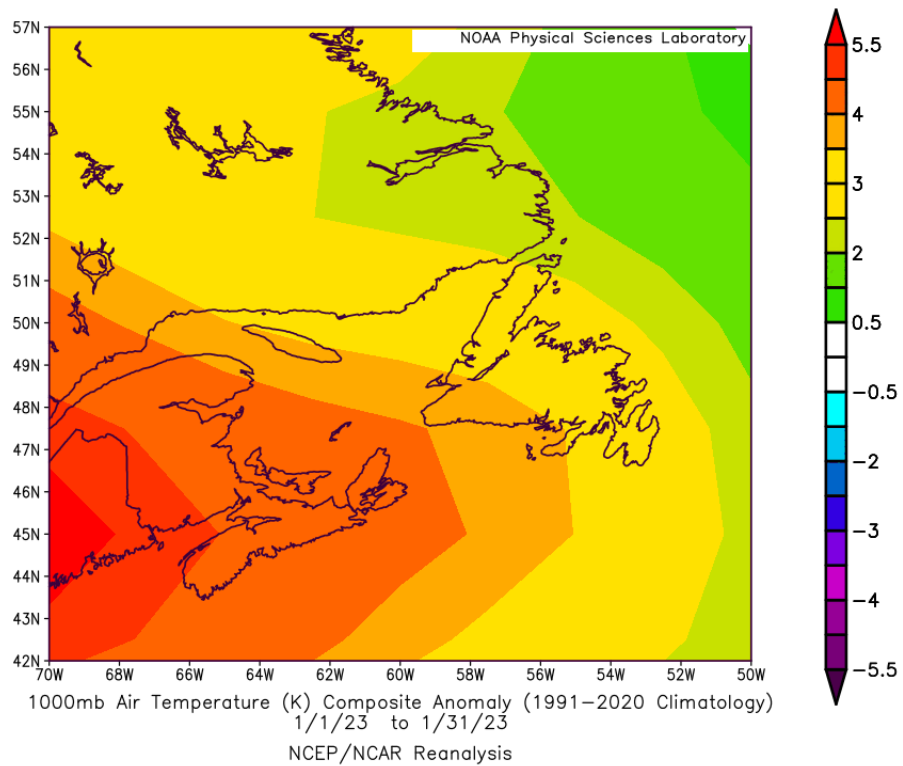 NOAA Physical Sciences Laboratory
57N
56N
55N
54N
53N
52N
51N
50N
49N
48N
47N
46N
45N
44N
43N
42N
70W 68W 66W 64W 62W 60W 58W 56W 54W 52W 50W
5.5
4
3
2
0.5
-0.5
-2
-3
-4
-5.5
1000mb Air Temperature (K) Composite Anomaly (1991-2020 Climatology)
1/1/23 to 1/31/23
NCEP/NCAR Reanalysis